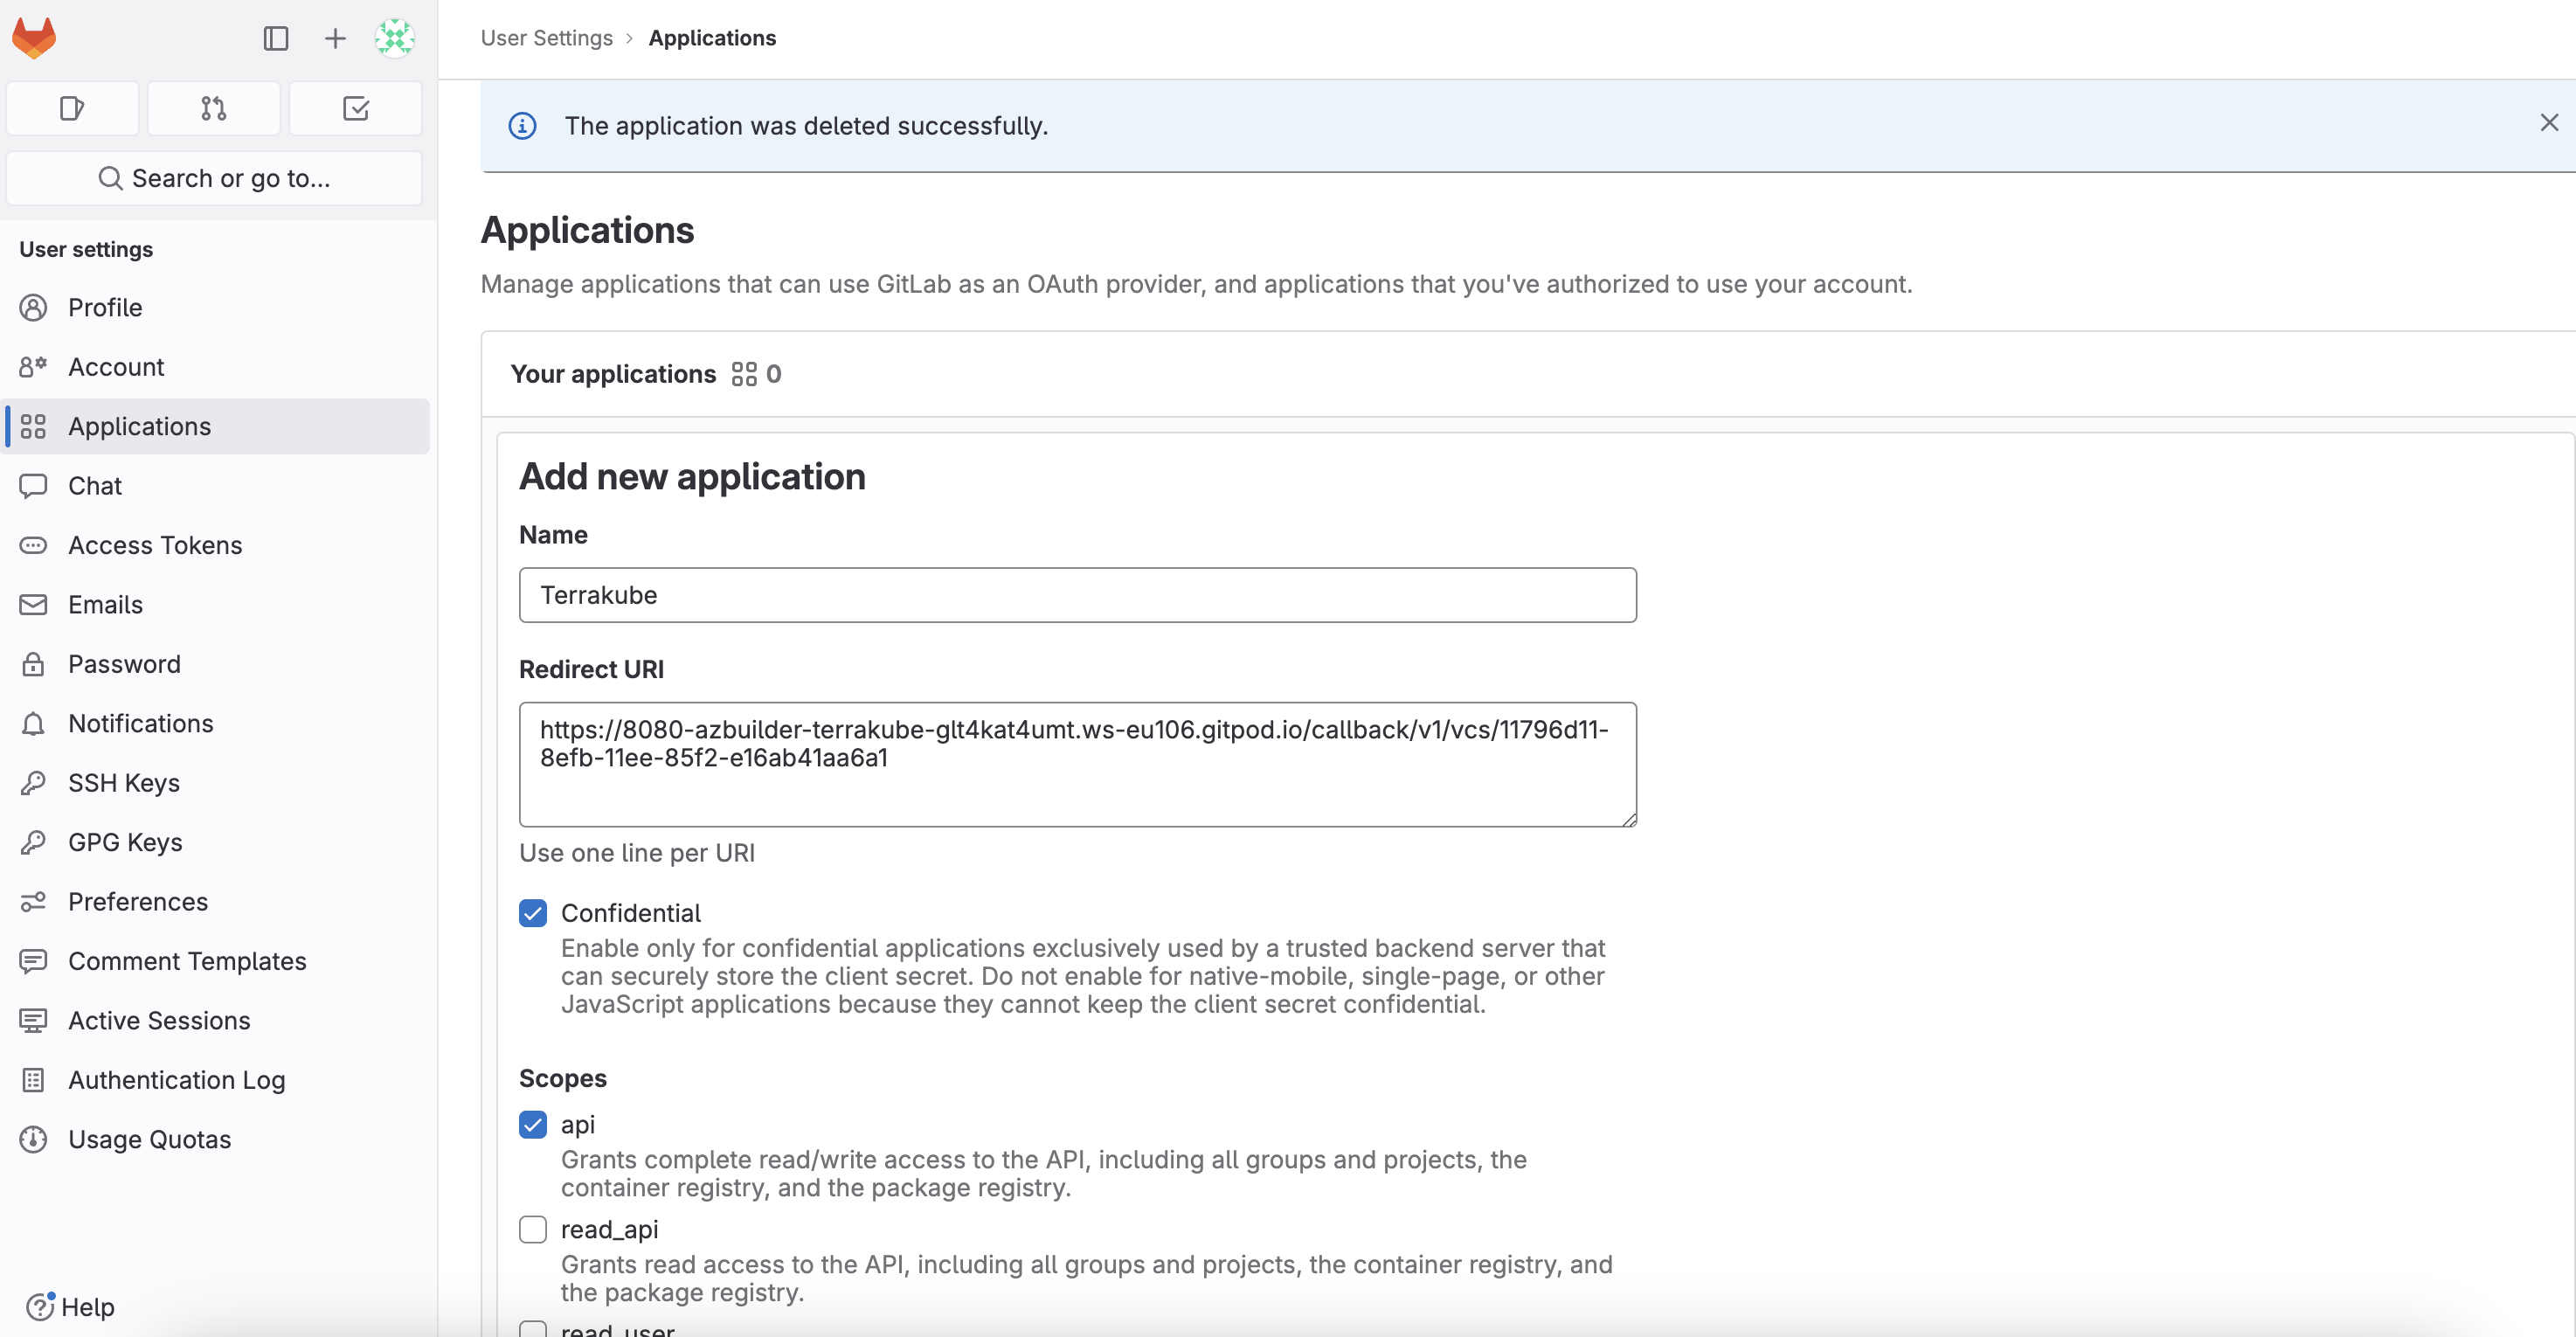 User Settings › Applications
The application was deleted successfully.
Search or go to...
User settings
Profile
Account
Applications
Chat
Access Tokens
Emails
Password
Notifications
SSH Keys
GPG Keys
Preferences
Comment Templates
Active Sessions
Authentication Log
Usage Quotas
Help
Applications
Manage applications that can use GitLab as an OAuth provider, and applications that you've authorized to use your account.
Your applications 0
Add new application
Name
Terrakube
Redirect URI
https://8080-azbuilder-terrakube-glt4kat4umt.ws-eu106.gitpod.io/callback/v1/vcs/11796d11-
8efb-11ee-85f2-e16ab41aa6a1
Use one line per URI
Confidential
Enable only for confidential applications exclusively used by a trusted backend server that
can securely store the client secret. Do not enable for native-mobile, single-page, or other
JavaScript applications because they cannot keep the client secret confidential.
Scopes
api
Grants complete read/write access to the API, including all groups and projects, the
container registry, and the package registry.
read_api
Grants read access to the API, including all groups and projects, the container registry, and
the package registry.
read_user